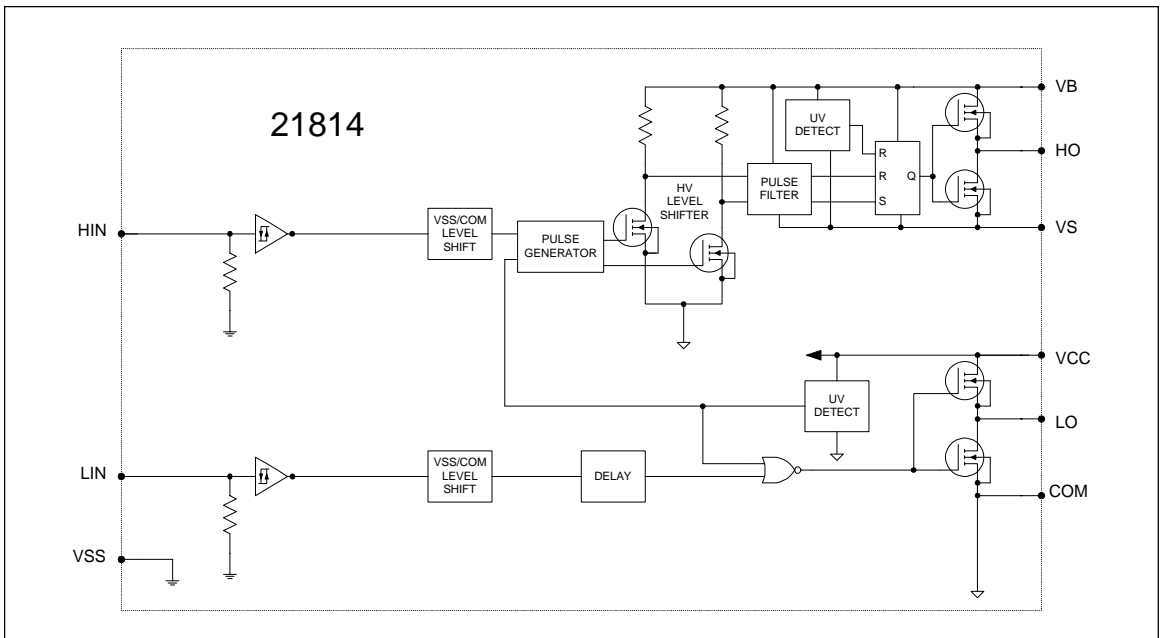 21814
VB
UV
DETECT
HO
R
R
Q
S
PULSE
FILTER
HV
LEVEL
SHIFTER
VS
HIN
VSS/COM
LEVEL
SHIFT
PULSE
GENERATOR
VCC
UV
DETECT
LO
LIN
VSS/COM
LEVEL
SHIFT
DELAY
COM
VSS